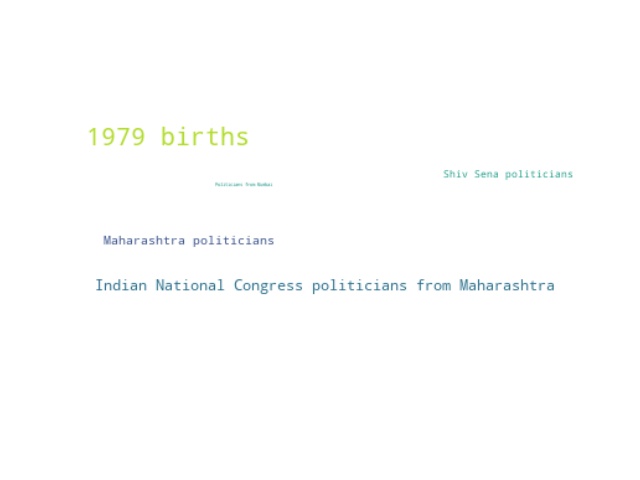 1979 births
Shiv Sena politicians
Politicians from Mumbai
Maharashtra politicians
Indian National Congress politicians from Maharashtra